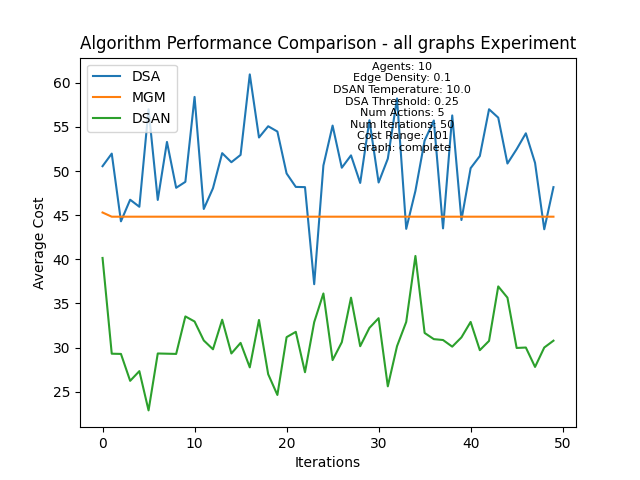 Algorithm Performance Comparison - all graphs Experiment
DSA
MGM
DSAN
Agents: 10
Edge Density: 0.1
DSAN Temperature: 10.0
DSA Threshold: 0.25
Num Actions: 5
Num Iterations: 50
Cost Range: 101
Graph: complete
60
55
50
45
40
35
30
25
Average Cost
0
10
20
30
40
50
Iterations